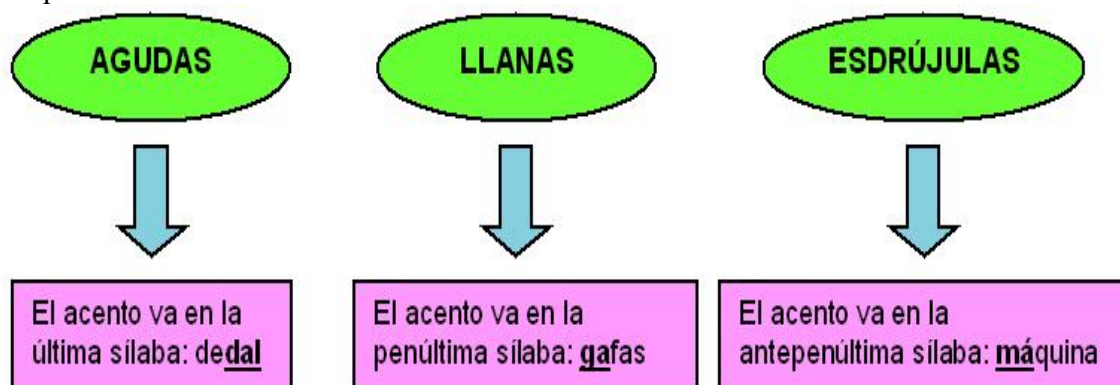 AGUDAS
LLANAS
ESDRÚJULAS
El acento va en la
última sílaba: dedal
El acento va en la
penúltima sílaba: gafas
El acento va en la
antepenúltima sílaba: máquina